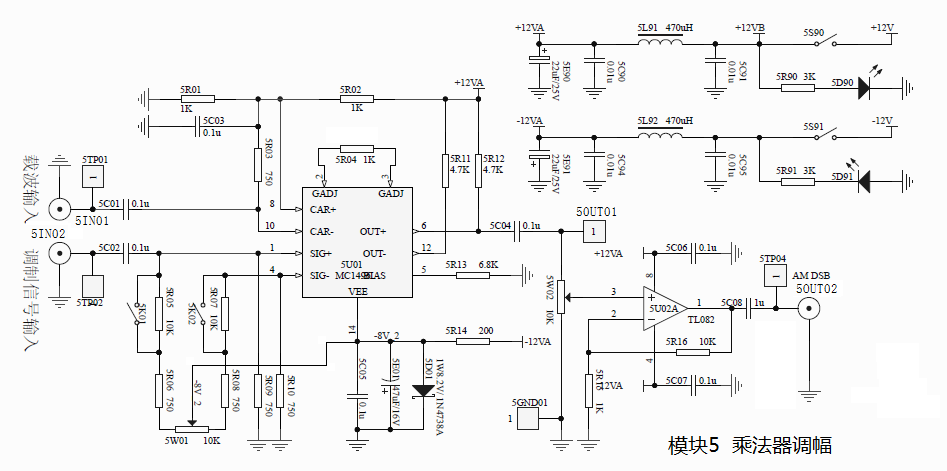 +12VA
5L91 470uH
+12VB
5S90
+12V
5E90
22uF/25V
5C90
0.01u
5C91
0.01u
5R90 3K
5D90
-12VA
5L92 470uH
5S91
-12V
5E91
22uF/25V
5C94
0.01u
5C95
0.01u
5R91 3K
5D91
5R01
1K
5R02
1K
+12VA
5C03
0.1u
5R03
750
5R04 1K
5R11
4.7K
5R12
4.7K
载波输入
5TP01
1
5IN01
5C01 0.1u
2
3
GADJ
GADJ
8
CAR+
10
CAR-
1
SIG+
4
SIG-
OUT+
6
OUT-
12
BIAS
5
5U01
MC1496
VEE
14
5C04 0.1u
5OUT01
1
5IN02
调制信号输入
5TP02
5C02 0.1u
5K01
5R05
10K
5K02
5R07
10K
5R13 6.8K
5R06
750
-8V_2
5R08
750
5R09
750
5R10
750
5W01 10K
-8V_2
5R14 200
-12VA
5C05
0.1u
5E01
47uF/16V
5D01
1W8.2V/1N4738A
5W02
10K
5GND01
1
+12VA
5C06 0.1u
8
3
2
1
4
5U02A
TL082
5C08 1u
5TP04
1
AM DSB
5OUT02
5R16 10K
1K
5C07 0.1u
模块5 乘法器调幅